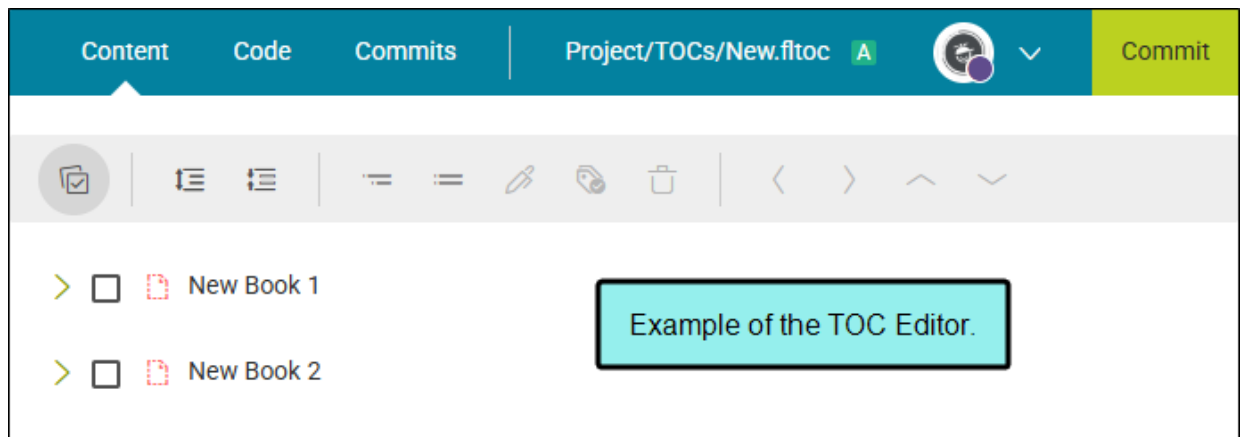 Content Code Commits Project/TOCs/New.fltoc A Commit
New Book 1
Example of the TOC Editor.
New Book 2